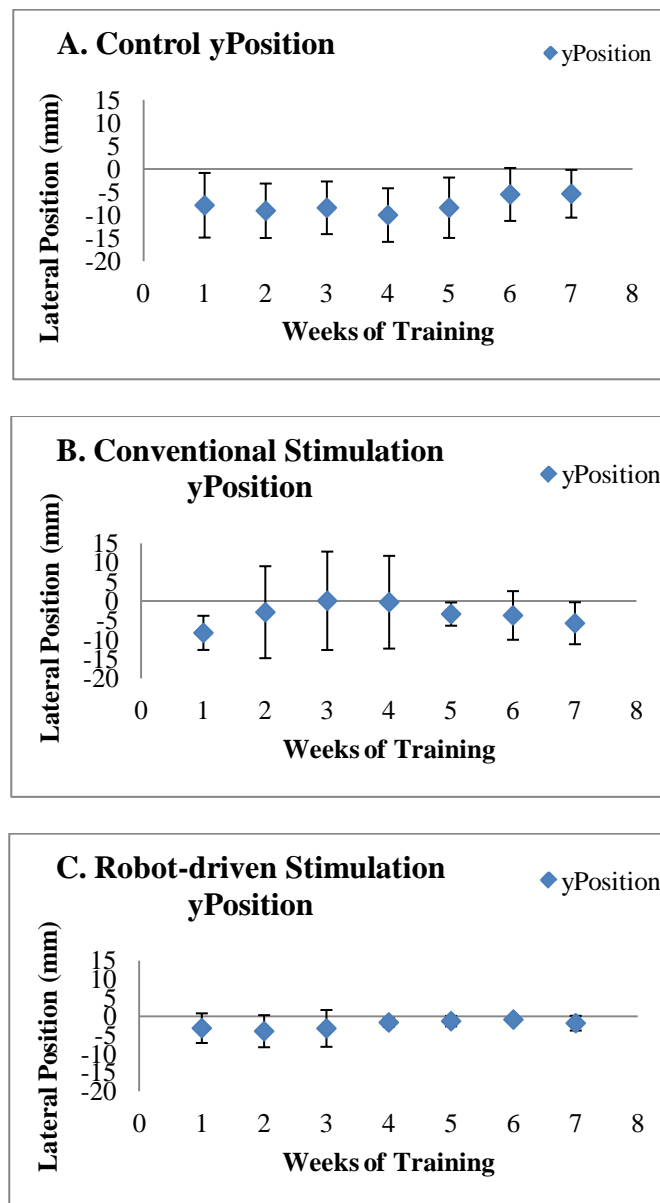 A. Control yPosition
yPosition
Lateral Position (mm)
15
10
5
0
-5
-10
-15
-20
0 1 2 3 4 5 6 7 8
Weeks of Training
B. Conventional Stimulation
yPosition
yPosition
Lateral Position (mm)
15
10
5
0
-5
-10
-15
-20
0 1 2 3 4 5 6 7 8
Weeks of Training
C. Robot-driven Stimulation
yPosition
yPosition
Lateral Position (mm)
15
10
5
0
-5
-10
-15
-20
0 1 2 3 4 5 6 7 8
Weeks of Training